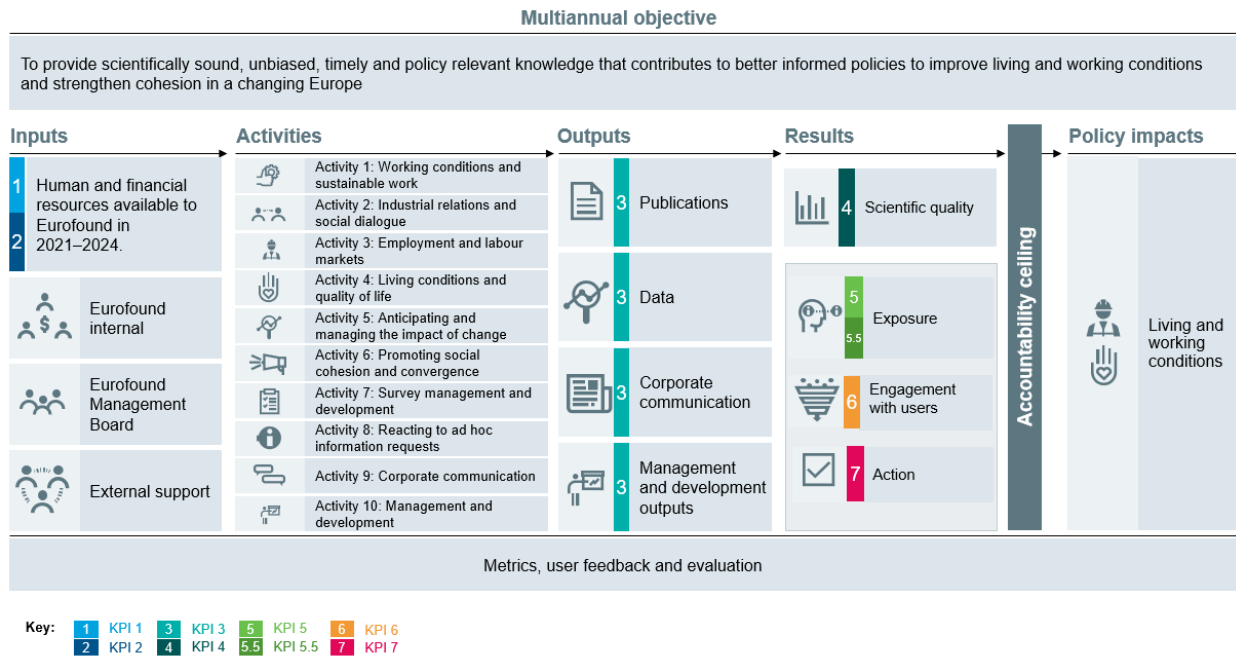 Multiannual objective
To provide scientifically sound, unbiased, timely and policy relevant knowledge that contributes to better informed policies to improve living and working conditions
and strengthen cohesion in a changing Europe
Inputs
1
2
Human and financial
resources available to
Eurofound in
2021–2024.
$
Eurofound
internal
Eurofound
Management
Board
External support
Activities
Activity 1: Working conditions and
sustainable work
Activity 2: Industrial relations and
social dialogue
Activity 3: Employment and labour
markets
Activity 4: Living conditions and
quality of life
Activity 5: Anticipating and
managing the impact of change
Activity 6: Promoting social
cohesion and convergence
Activity 7: Survey management and
development
Activity 8: Reacting to ad hoc
information requests
Activity 9: Corporate communication
Activity 10: Management and
development
Outputs
3
Publications
3
Data
3
Corporate
communication
3
Management
and development
outputs
Results
4
Scientific quality
5
5.5
Exposure
6
Engagement
with users
7
Action
Accountability ceiling
Policy impacts
Living and
working
conditions
Metrics, user feedback and evaluation
Key:
1 KPI 1 3 KPI 3 5 KPI 5 6 KPI 6
2 KPI 2 4 KPI 4 5.5 KPI 5.5 7 KPI 7